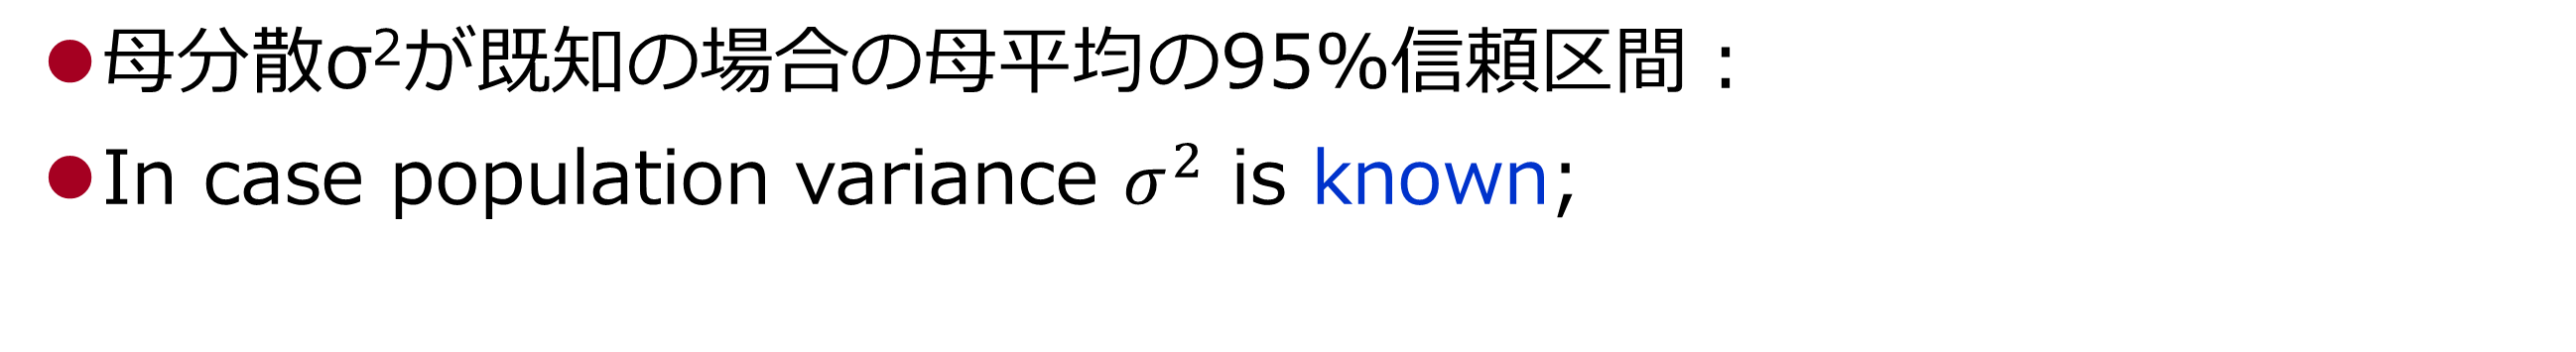 ●母分散σ²が既知の場合の母平均の95%信頼区間：
●In case population variance 𝜎² is known;